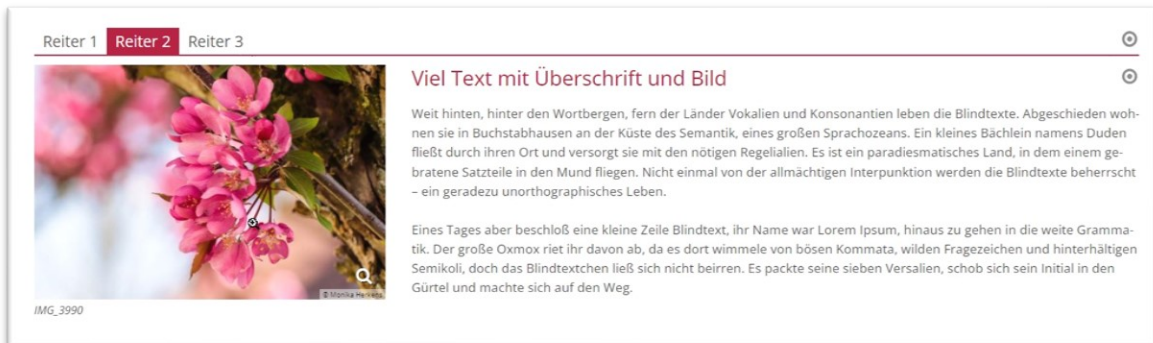 Reiter 1 Reiter 2 Reiter 3
Viel Text mit Überschrift und Bild
Weit hinten, hinter den Wortbergen, fern der Länder Vokalien und Konsonantien leben die Blindtexte. Abgeschieden woh-
nen sie in Buchstabhausen an der Küste des Semantik, eines großen Sprachozeans. Ein kleines Bächlein namens Duden
fließt durch ihren Ort und versorgt sie mit den nötigen Regelialien. Es ist ein paradiesmatisches Land, in dem einem ge-
bratene Satzteile in den Mund fliegen. Nicht einmal von der allmächtigen Interpunktion werden die Blindtexte beherrscht
– ein geradezu unorthographisches Leben.
Eines Tages aber beschloß eine kleine Zeile Blindtext, ihr Name war Lorem Ipsum, hinaus zu gehen in die weite Gramma-
tik. Der große Oxmox riet ihr davon ab, da es dort wimmele von bösen Kommata, wilden Fragezeichen und hinterhältigen
Semikoli, doch das Blindtextchen ließ sich nicht beirren. Es packte seine sieben Versalien, schob sich sein Initial in den
Gürtel und machte sich auf den Weg.
© Monika Herkens
IMG_3990